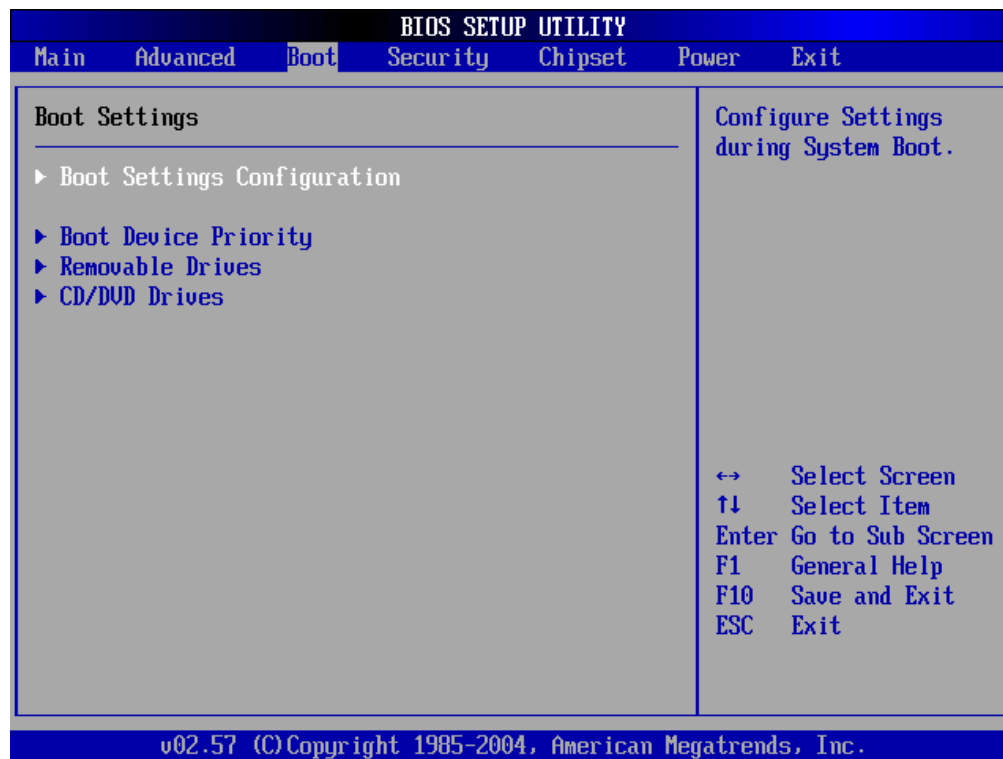 BIOS SETUP UTILITY
Main Advanced Boot Security Chipset Power Exit
Boot Settings
Boot Settings Configuration
Boot Device Priority
Removable Drives
CD/DVD Drives
Configure Settings
during System Boot.
↔ Select Screen
↑↓ Select Item
Enter Go to Sub Screen
F1 General Help
F10 Save and Exit
ESC Exit
v02.57 (C)Copyright 1985-2004, American Megatrends, Inc.